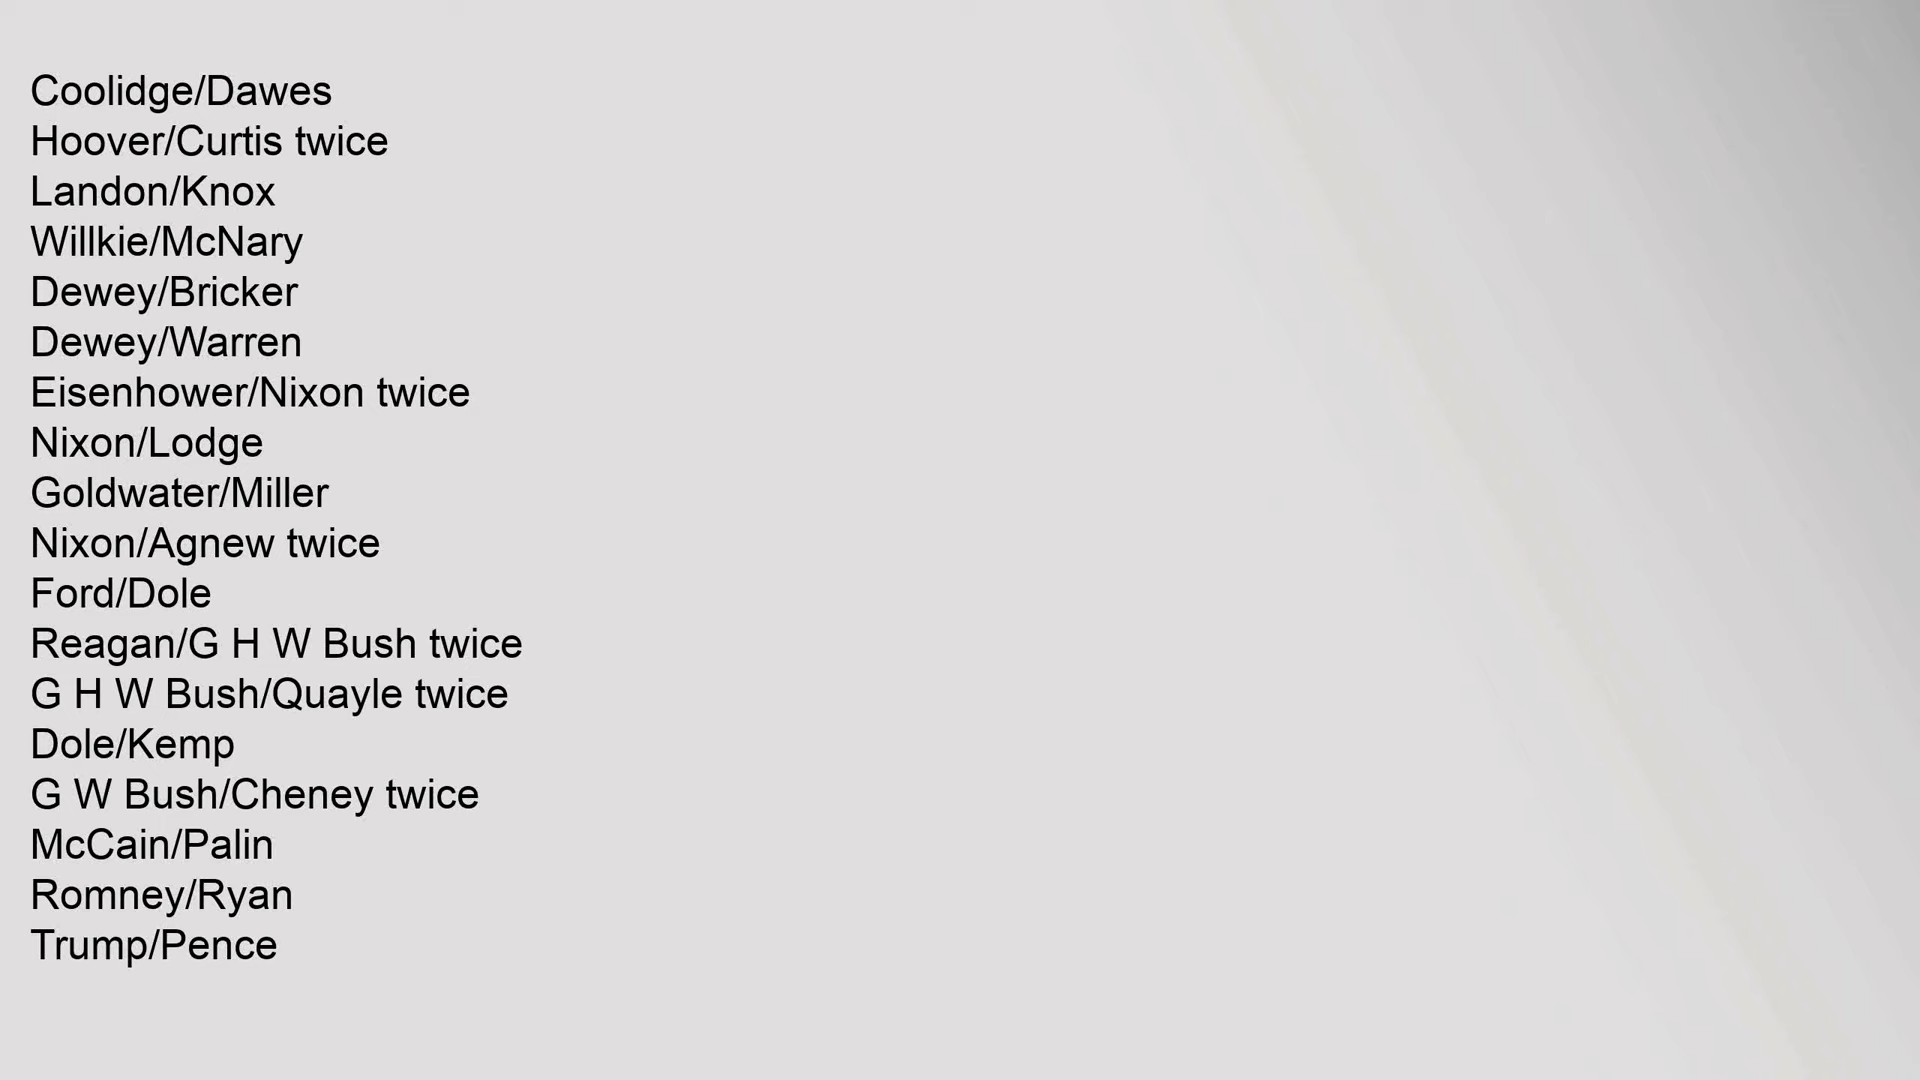 Coolidge/Dawes
Hoover/Curtis twice
Landon/Knox
Willkie/McNary
Dewey/Bricker
Dewey/Warren
Eisenhower/Nixon twice
Nixon/Lodge
Goldwater/Miller
Nixon/Agnew twice
Ford/Dole
Reagan/G H W Bush twice
G H W Bush/Quayle twice
Dole/Kemp
G W Bush/Cheney twice
McCain/Palin
Romney/Ryan
Trump/Pence